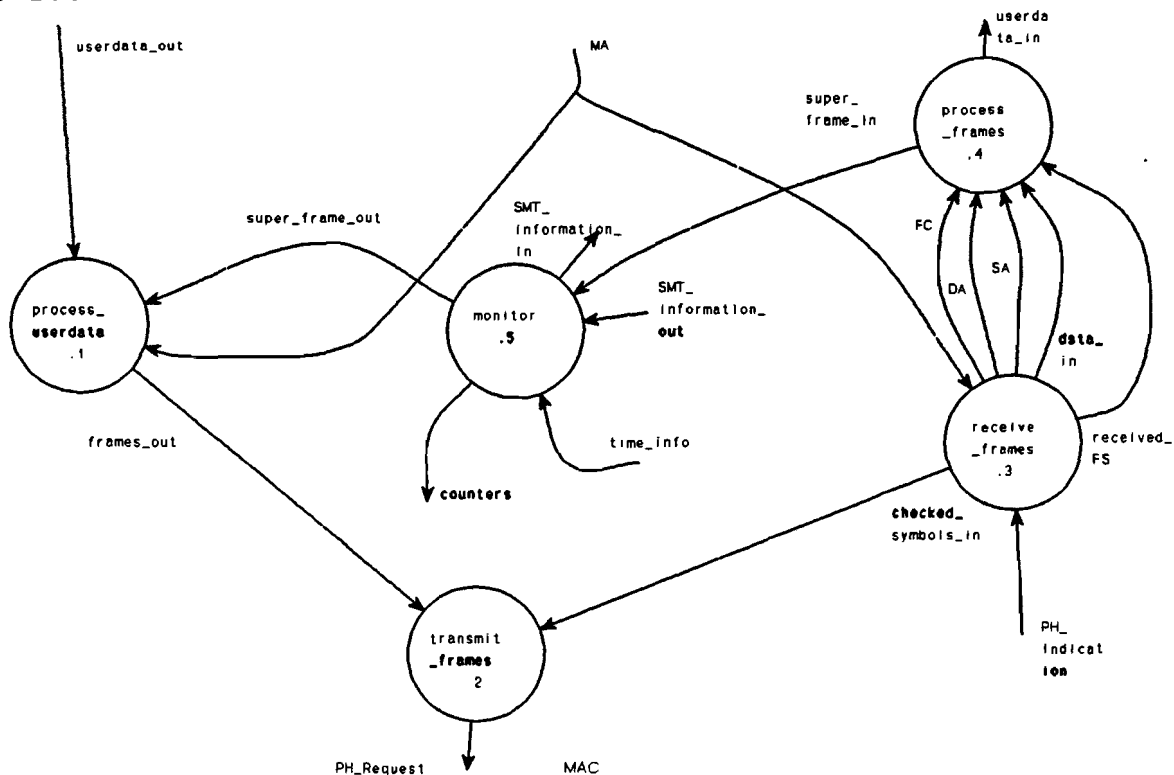 userdata_out
MA
userda
ta_in
super_
frame_in
process
_frames
.4
super_frame_out
SMT_
information_
in
FC
DA
SA
process_
userdata
.1
monitor
.5
SMT_
information_
out
data_
in
frames_out
time_info
receive
_frames
.3
received_
FS
counters
checked_
symbols_in
transmit
_frames
2
PH_
indicat
ion
PH_Request
MAC